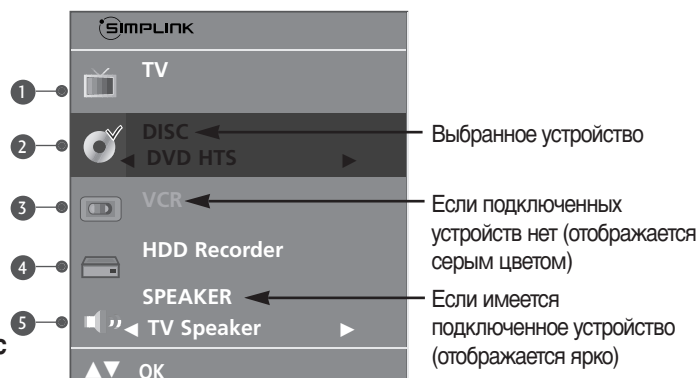 SIMPLINK
1
TV
2
DISC
◄ DVD HTS ►
Выбранное устройство
3
VCR
Если подключенных
устройств нет (отображается
серым цветом)
4
HDD Recorder
5
SPEAKER
◄ TV Speaker ►
Если имеется
подключенное устройство
(отображается ярко)
с
▲▼ OK